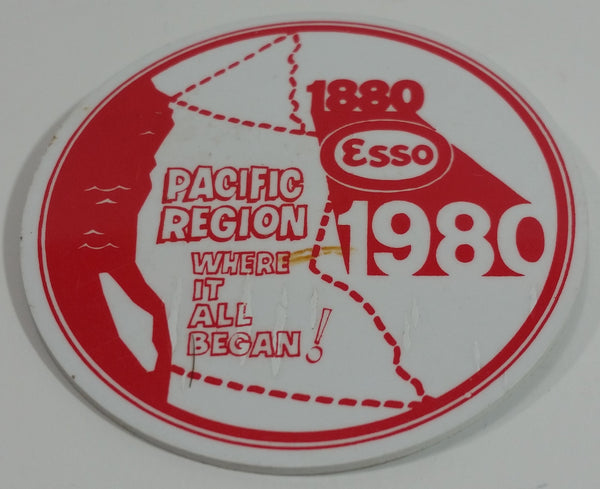 1880
Esso
1980
PACIFIC
REGION
WHERE
IT
ALL
BEGAN!